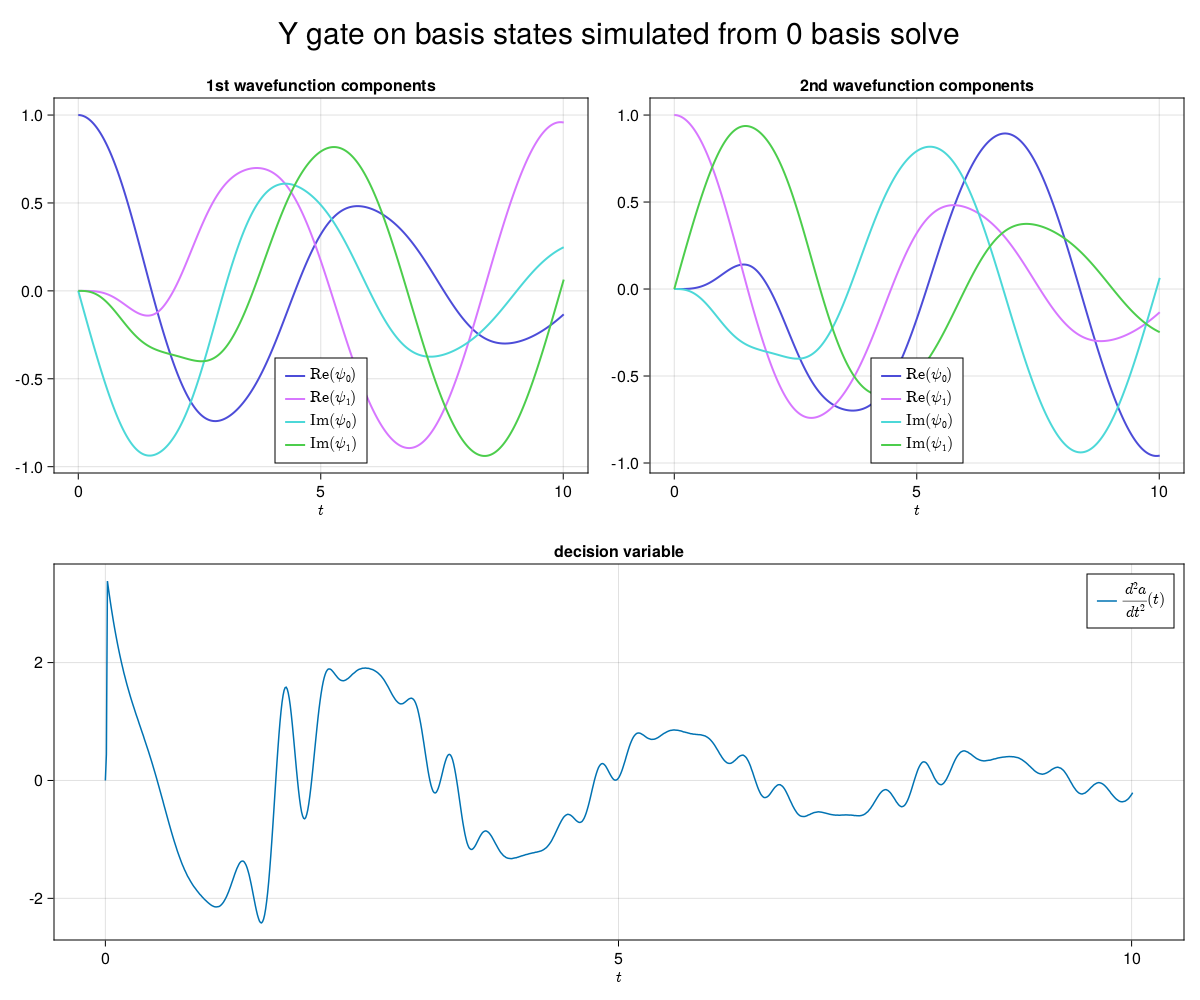 Y gate on basis states simulated from 0 basis solve
1st wavefunction components
1.0
0.5
0.0
-0.5
-1.0
Re(ψ₀)
Re(ψ₁)
Im(ψ₀)
Im(ψ₁)
0 5 10
t
2nd wavefunction components
1.0
0.5
0.0
-0.5
-1.0
Re(ψ₀)
Re(ψ₁)
Im(ψ₀)
Im(ψ₁)
0 5 10
t
decision variable
d²a/dt²(t)
2
0
-2
0 5 10
t